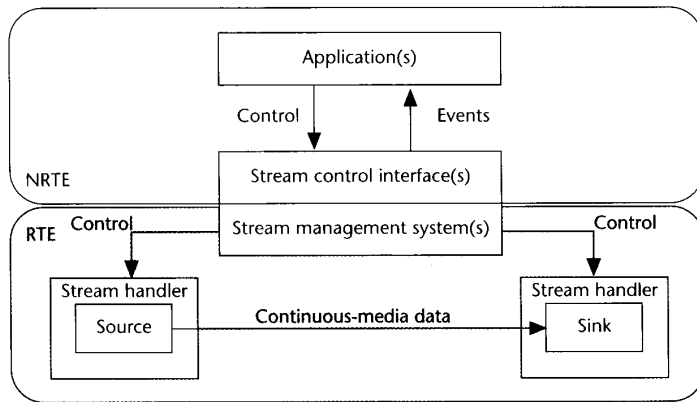 Application(s)
Control
Events
NRTE
Stream control interface(s)
RTE
Control
Stream management system(s)
Control
Stream handler
Source
Continuous-media data
Stream handler
Sink